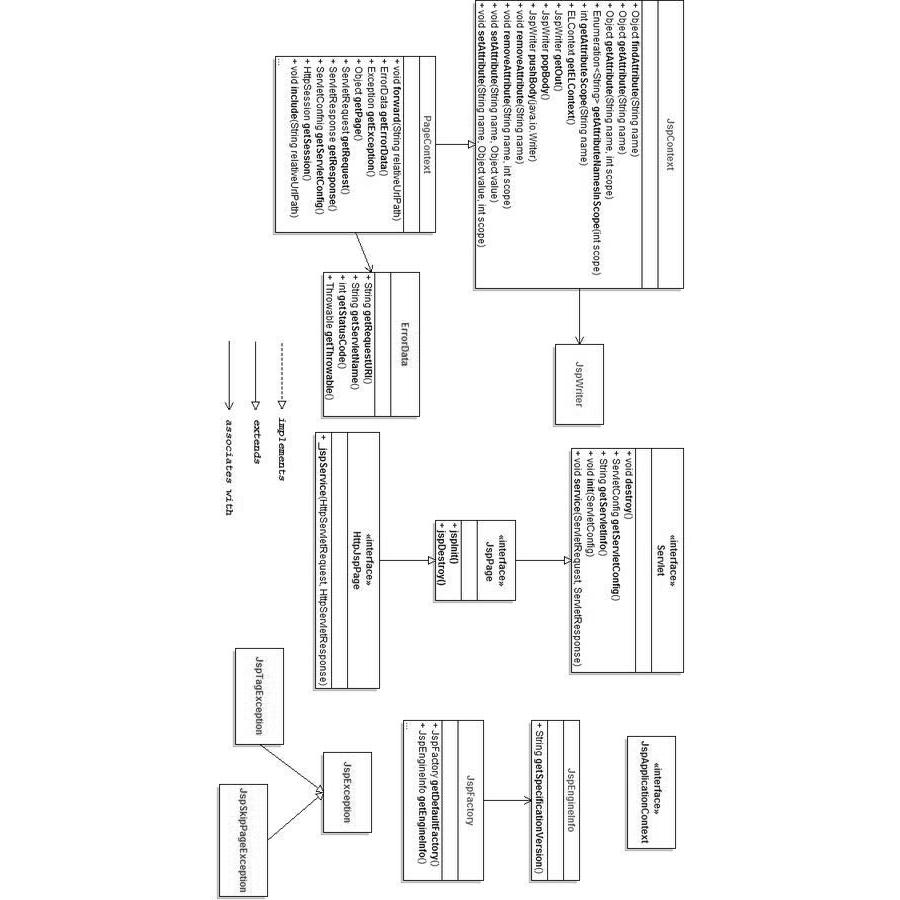 JspContext
+ Object findAttribute(String name)
+ Object getAttribute(String name)
+ Object getAttribute(String name, int scope)
+ Enumeration<String> getAttributeNamesInScope(int scope)
+ int getAttributeScope(String name)
+ ELContext getELContext()
+ JspWriter getOut()
+ JspWriter popBody()
+ JspWriter pushBody(java.io.Writer)
+ void removeAttribute(String name)
+ void removeAttribute(String name, int scope)
+ void setAttribute(String name, Object value)
+ void setAttribute(String name, Object value, int scope)
JspWriter
«interface»
Servlet
+ void destroy()
+ ServletConfig getServletConfig()
+ String getServletInfo()
+ void init(ServletConfig)
+ void service(ServletRequest, ServletResponse)
«interface»
JspApplicationContext
PageContext
+ void forward(String relativeUrlPath)
+ ErrorData getErrorData()
+ Exception getException()
+ Object getPage()
+ ServletRequest getRequest()
+ ServletResponse getResponse()
+ ServletConfnig getServletConfig()
+ HttpSession getSession()
+ void include(String relativeUrlPath)
...
ErrorData
+ String getRequestURI()
+ String getServletName()
+ int getStatusCode()
+ Throwable getThrowable()
«interface»
JspPage
+ jspInit()
+ jspDestroy()
JspEngineInfo
+ String getSpecificationVersion()
JspFactory
+ JspFactory getDefaultFactory()
+ JspEngineInfo getEngineInfo()
...
«interface»
HttpJspPage
+ _jspService(HttpServletRequest, HttpServletResponse)
JspException
JspTagException
JspSkipPageException
implements
extends
associates with